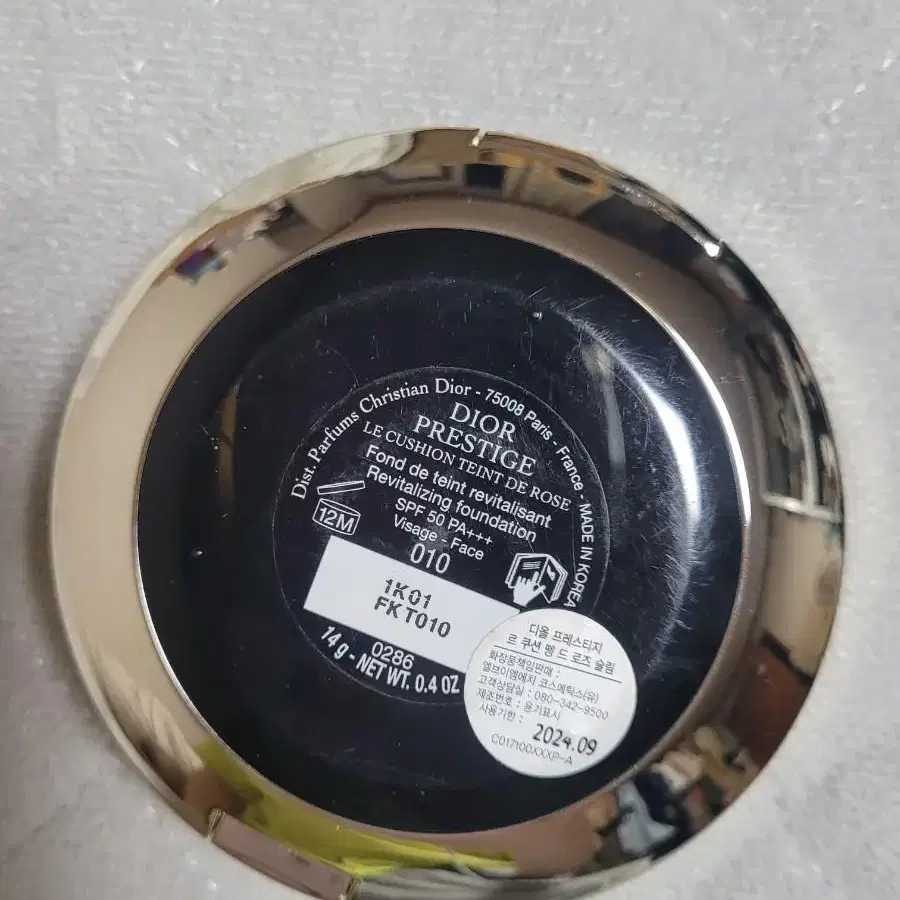 Dist. Parfums Christian Dior - 75008 Paris - France - MADE IN KOREA
DIOR
PRESTIGE
LE CUSHION TEINT DE ROSE
Fond de teint revitalisant
Revitalizing foundation
SPF 50 PA+++
Visage - Face
12M
010
1K01
FKT010
0286
14 g - NET WT. 0.4 OZ
디올 프레스티지
르 쿠션 뗑 드 로즈 슬림
화장품책임판매 :
엘브이엠에치 코스메틱스(유)
고객상담실 : 080-342-9500
제조번호 : 용기표시
사용기한 :
2024.09
C017100XXXP-A